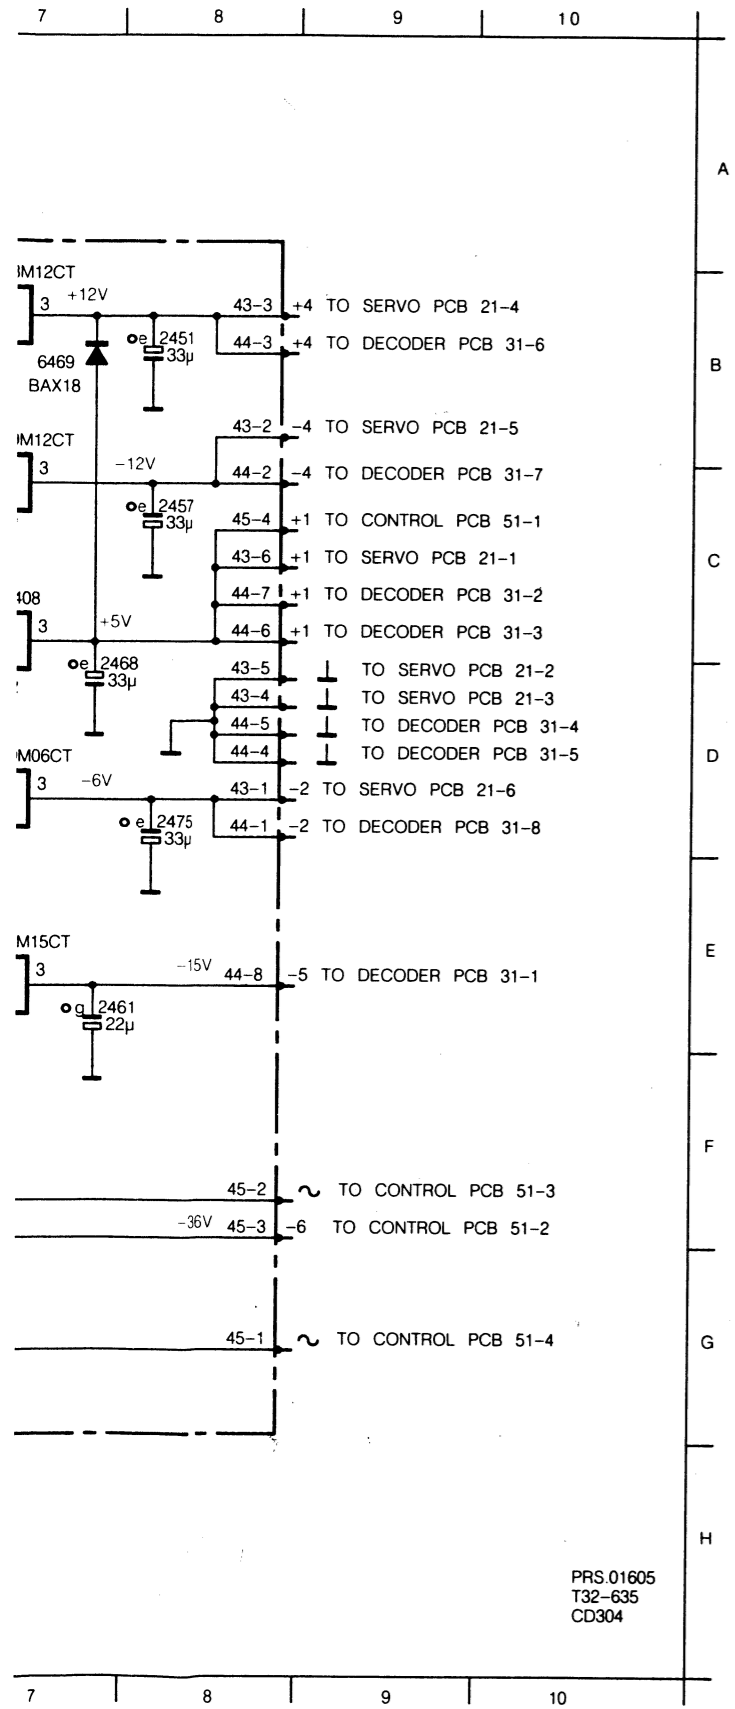 7 8 9 10
A
3M12CT
3 +12V 43-3 +4 TO SERVO PCB 21-4
e 2451
33µ
44-3 +4 TO DECODER PCB 31-6
6469
BAX18
B
43-2 -4 TO SERVO PCB 21-5
M12CT
3 -12V 44-2 -4 TO DECODER PCB 31-7
e 2457
33µ
45-4 +1 TO CONTROL PCB 51-1
43-6 +1 TO SERVO PCB 21-1
C
44-7 +1 TO DECODER PCB 31-2
408
3 +5V 44-6 +1 TO DECODER PCB 31-3
e 2468
33µ
43-5 TO SERVO PCB 21-2
43-4 TO SERVO PCB 21-3
44-5 TO DECODER PCB 31-4
44-4 TO DECODER PCB 31-5
D
M06CT
3 -6V 43-1 -2 TO SERVO PCB 21-6
e 2475
33µ
44-1 -2 TO DECODER PCB 31-8
E
M15CT
3 -15V 44-8 -5 TO DECODER PCB 31-1
g 2461
22µ
F
45-2 ~ TO CONTROL PCB 51-3
-36V 45-3 -6 TO CONTROL PCB 51-2
45-1 ~ TO CONTROL PCB 51-4
G
H
PRS.01605
T32-635
CD304
7 8 9 10